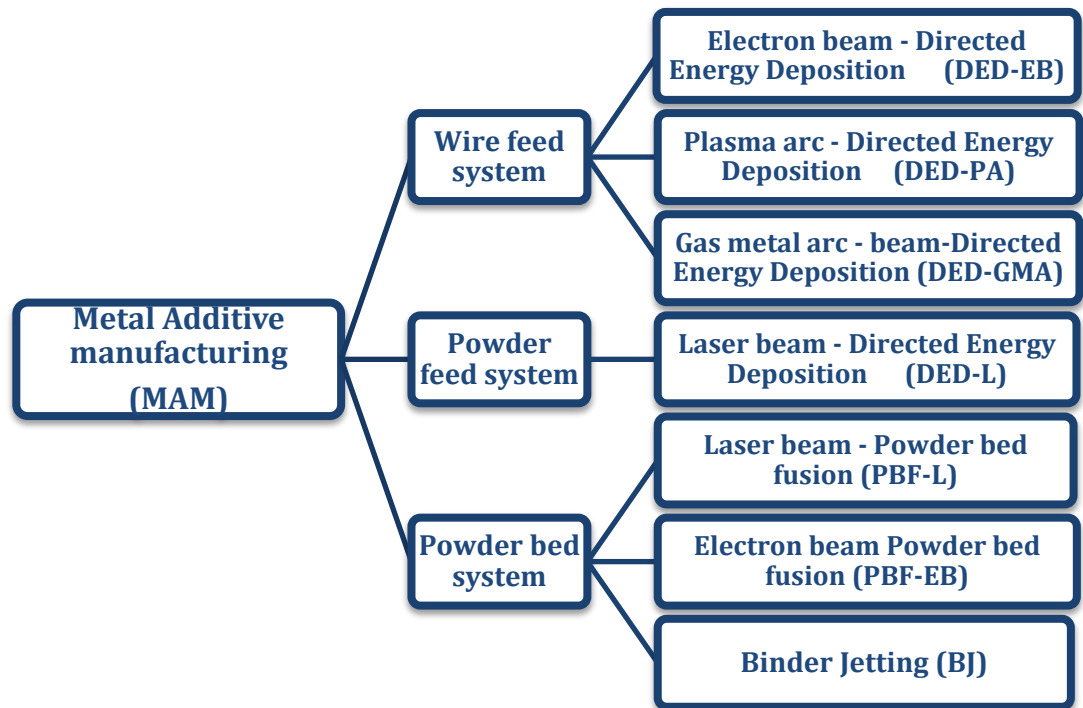 Metal Additive
manufacturing
(MAM)
Wire feed
system
Electron beam - Directed
Energy Deposition (DED-EB)
Plasma arc - Directed Energy
Deposition (DED-PA)
Gas metal arc - beam-Directed
Energy Deposition (DED-GMA)
Powder
feed system
Laser beam - Directed Energy
Deposition (DED-L)
Powder bed
system
Laser beam - Powder bed
fusion (PBF-L)
Electron beam Powder bed
fusion (PBF-EB)
Binder Jetting (BJ)